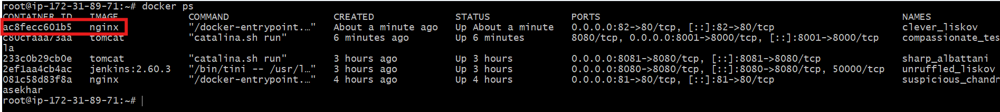 root@ip-172-31-89-71:~# docker ps
CONTAINER ID   IMAGE            COMMAND                  CREATED              STATUS              PORTS                                                    NAMES
ac8fecc601b5   nginx            "/docker-entrypoint.…"   About a minute ago   Up About a minute   0.0.0.0:82->80/tcp, [::]:82->80/tcp                      clever_liskov
c80cfaaa73aa   tomcat           "catalina.sh run"        6 minutes ago        Up 6 minutes        8080/tcp, 0.0.0.0:8001->8000/tcp, [::]:8001->8000/tcp    compassionate_tes
la
233c0b29cb0e   tomcat           "catalina.sh run"        3 hours ago          Up 3 hours          0.0.0.0:8081->8080/tcp, [::]:8081->8080/tcp              sharp_albattani
2ef1aa4cb4ac   jenkins:2.60.3   "/bin/tini -- /usr/l…"   3 hours ago          Up 3 hours          0.0.0.0:8080->8080/tcp, [::]:8080->8080/tcp, 50000/tcp   unruffled_liskov
081c58d83f8a   nginx            "/docker-entrypoint.…"   4 hours ago          Up 4 hours          0.0.0.0:81->80/tcp, [::]:81->80/tcp                      suspicious_chandr
asekhar
root@ip-172-31-89-71:~#